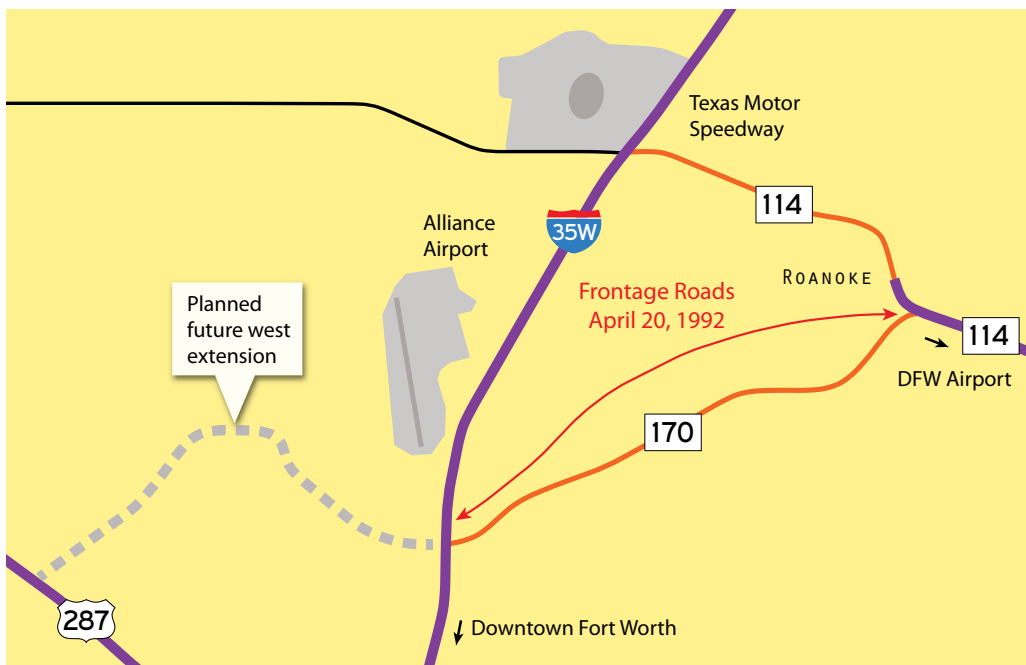 Texas Motor
Speedway
114
Alliance
Airport
35W
ROANOKE
Frontage Roads
April 20, 1992
Planned
future west
extension
114
DFW Airport
170
287
Downtown Fort Worth